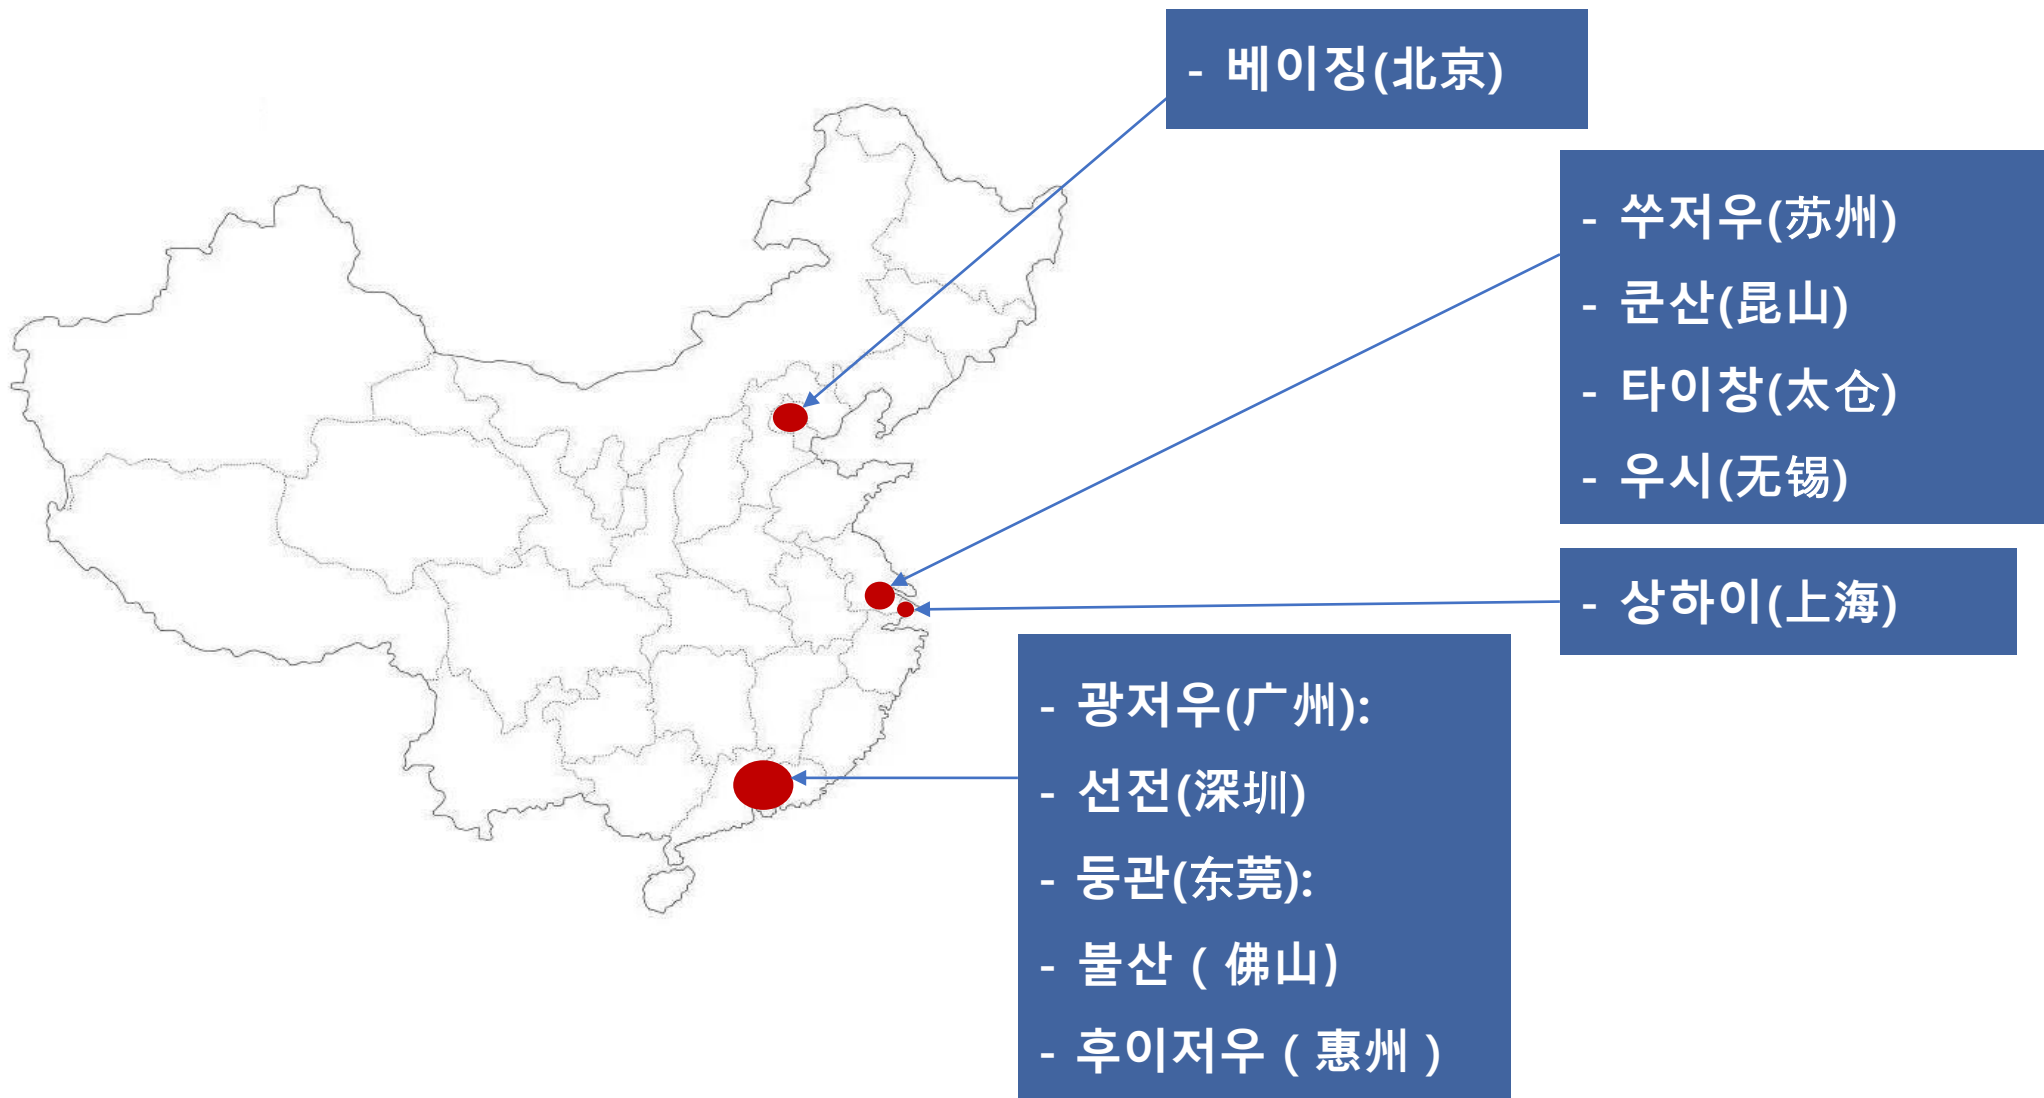 - 베이징(北京)
- 쑤저우(苏州)
- 쿤산(昆山)
- 타이창(太仓)
- 우시(无锡)
- 상하이(上海)
- 광저우(广州):
- 선전(深圳)
- 둥관(东莞):
- 불산 ( 佛山)
- 후이저우 ( 惠州 )